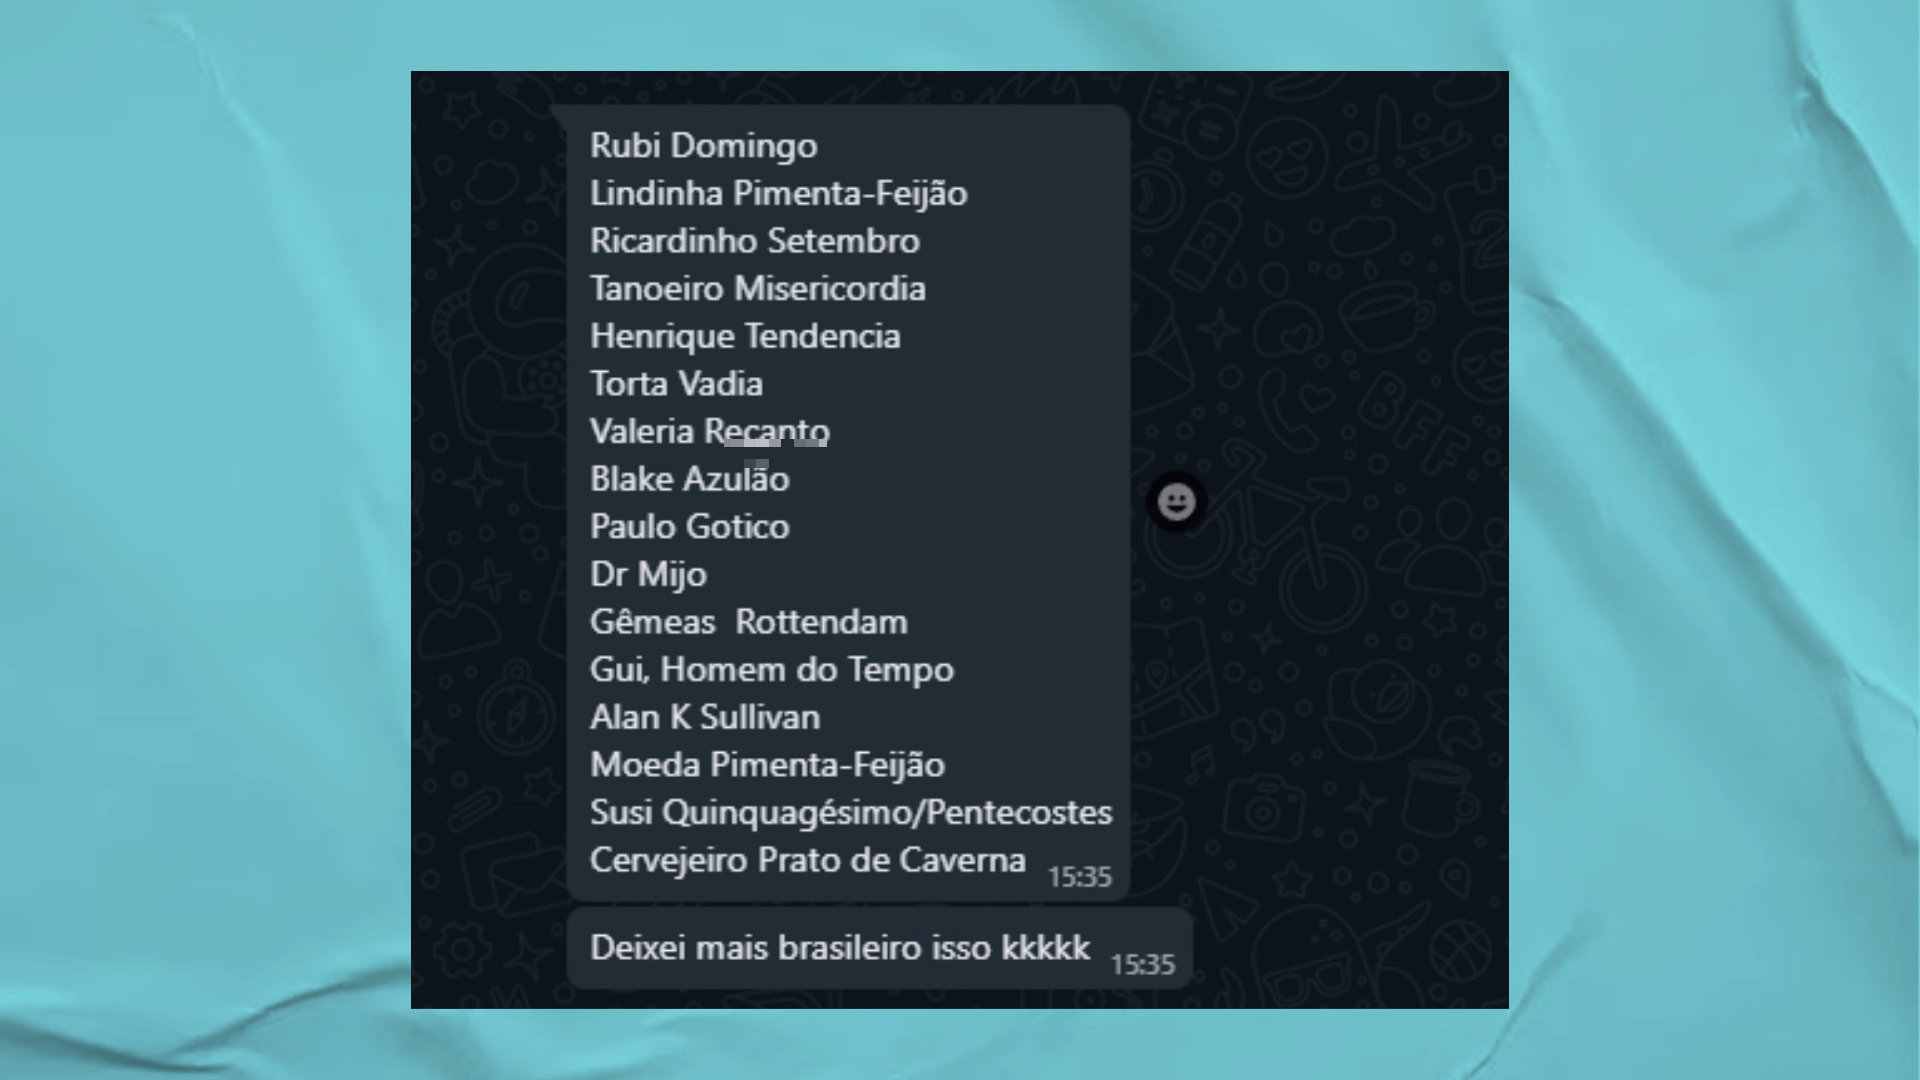 Rubi Domingo
Lindinha Pimenta-Feijão
Ricardinho Setembro
Tanoeiro Misericordia
Henrique Tendencia
Torta Vadia
Valeria Recanto
Blake Azulão
Paulo Gotico
Dr Mijo
Gêmeas  Rottendam
Gui, Homem do Tempo
Alan K Sullivan
Moeda Pimenta-Feijão
Susi Quinquagésimo/Pentecostes
Cervejeiro Prato de Caverna 15:35
Deixei mais brasileiro isso kkkkk 15:35